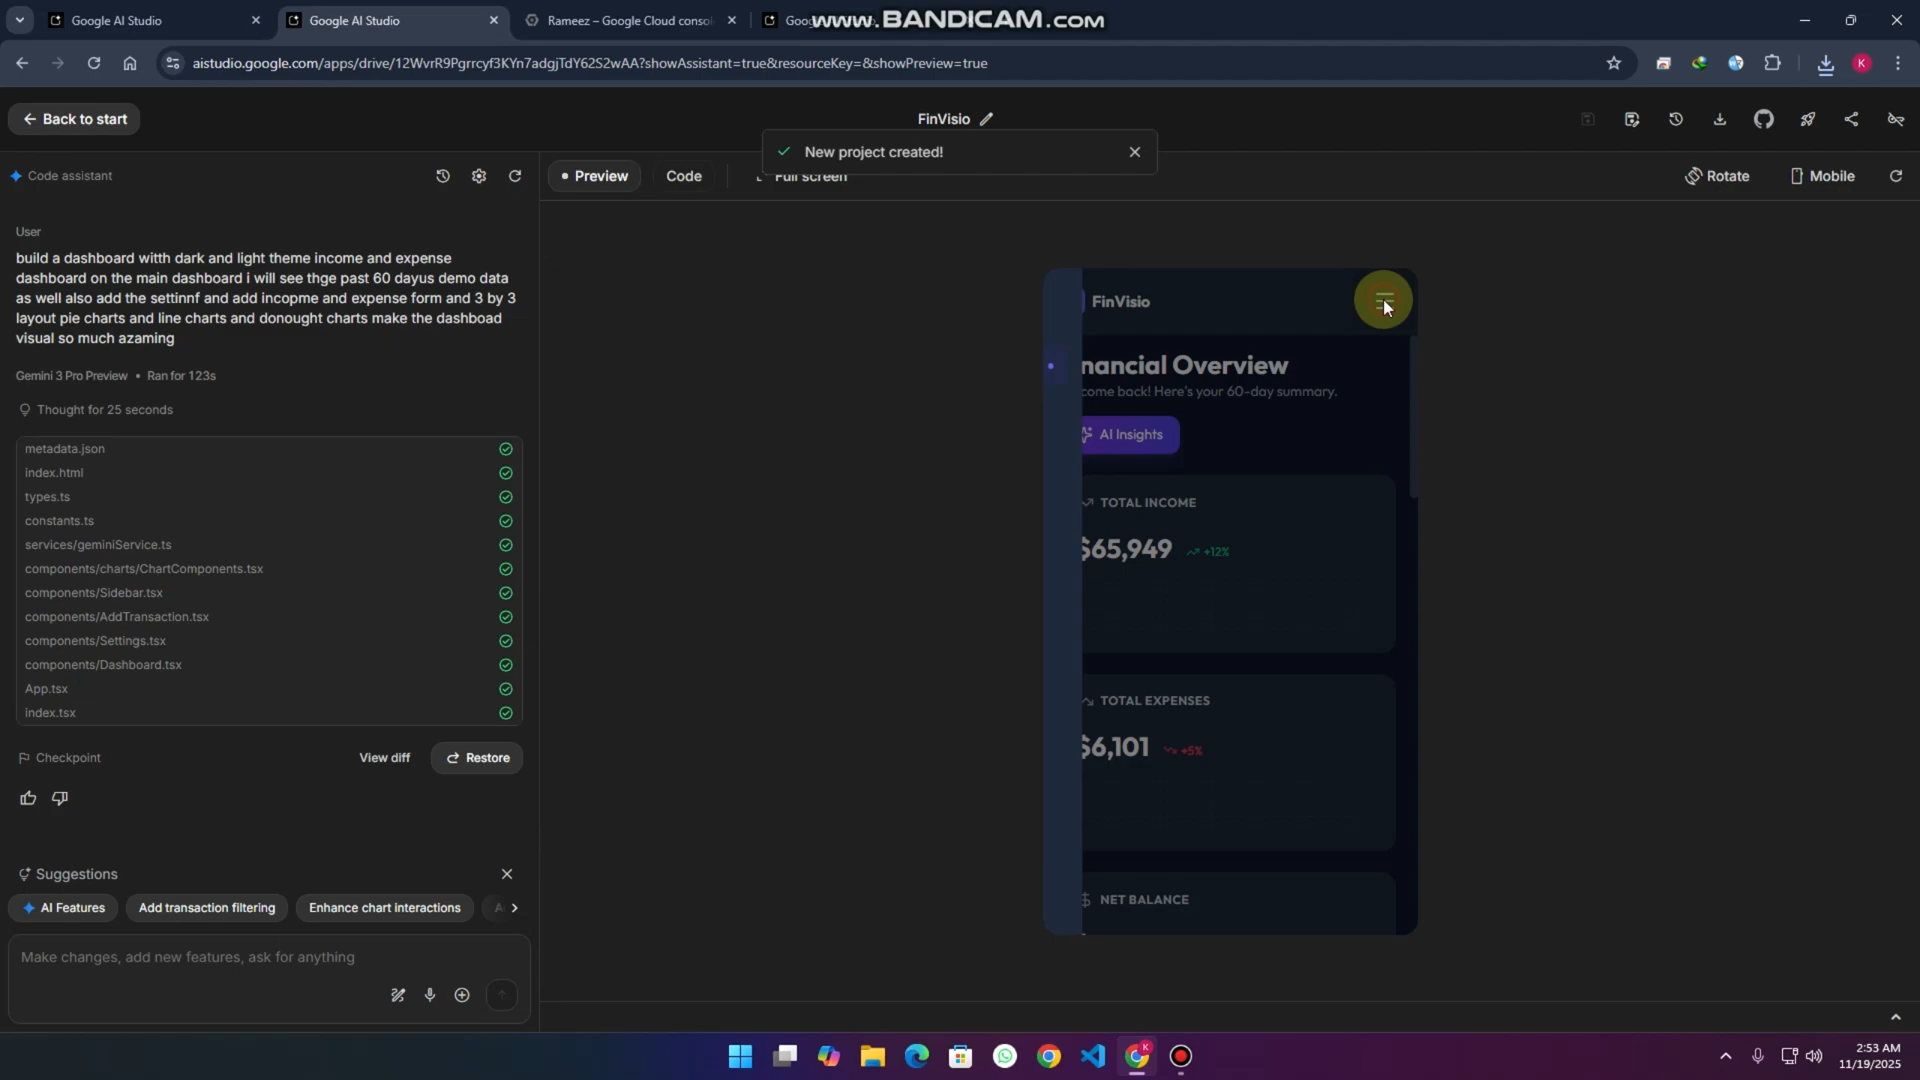 Google AI Studio
Google AI Studio
Rameez – Google Cloud consol
Goo
www.BANDICAM.com
aistudio.google.com/apps/drive/12WvrR9Pgrrcyf3KYn7adgjTdY62S2wAA?showAssistant=true&resourceKey=&showPreview=true
K
Back to start
FinVisio
New project created!
Code assistant
Preview
Code
Full screen
Rotate
Mobile
User
build a dashboard witth dark and light theme income and expense
dashboard on the main dashboard i will see thge past 60 dayus demo data
as well also add the settinnf and add incopme and expense form and 3 by 3
layout pie charts and line charts and donought charts make the dashboad
visual so much azaming
Gemini 3 Pro Preview • Ran for 123s
Thought for 25 seconds
metadata.json
index.html
types.ts
constants.ts
services/geminiService.ts
components/charts/ChartComponents.tsx
components/Sidebar.tsx
components/AddTransaction.tsx
components/Settings.tsx
components/Dashboard.tsx
App.tsx
index.tsx
Checkpoint
View diff
Restore
Suggestions
AI Features
Add transaction filtering
Enhance chart interactions
A
Make changes, add new features, ask for anything
FinVisio
nancial Overview
come back! Here's your 60-day summary.
AI Insights
TOTAL INCOME
$65,949
+12%
TOTAL EXPENSES
$6,101
+5%
NET BALANCE
K
2:53 AM
11/19/2025